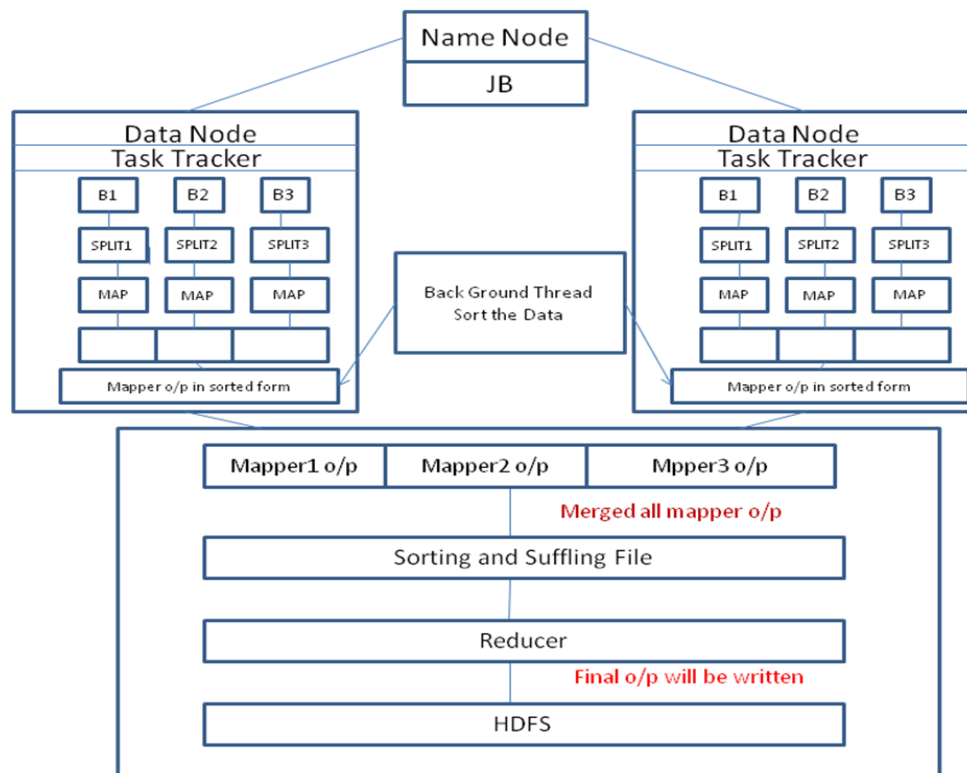 Name Node
JB
Data Node
Task Tracker
B1 B2 B3
SPLIT1 SPLIT2 SPLIT3
MAP MAP MAP
Mapper o/p in sorted form
Back Ground Thread
Sort the Data
Data Node
Task Tracker
B1 B2 B3
SPLIT1 SPLIT2 SPLIT3
MAP MAP MAP
Mapper o/p in sorted form
Mapper1 o/p Mapper2 o/p Mpper3 o/p
Merged all mapper o/p
Sorting and Suffling File
Reducer
Final o/p will be written
HDFS